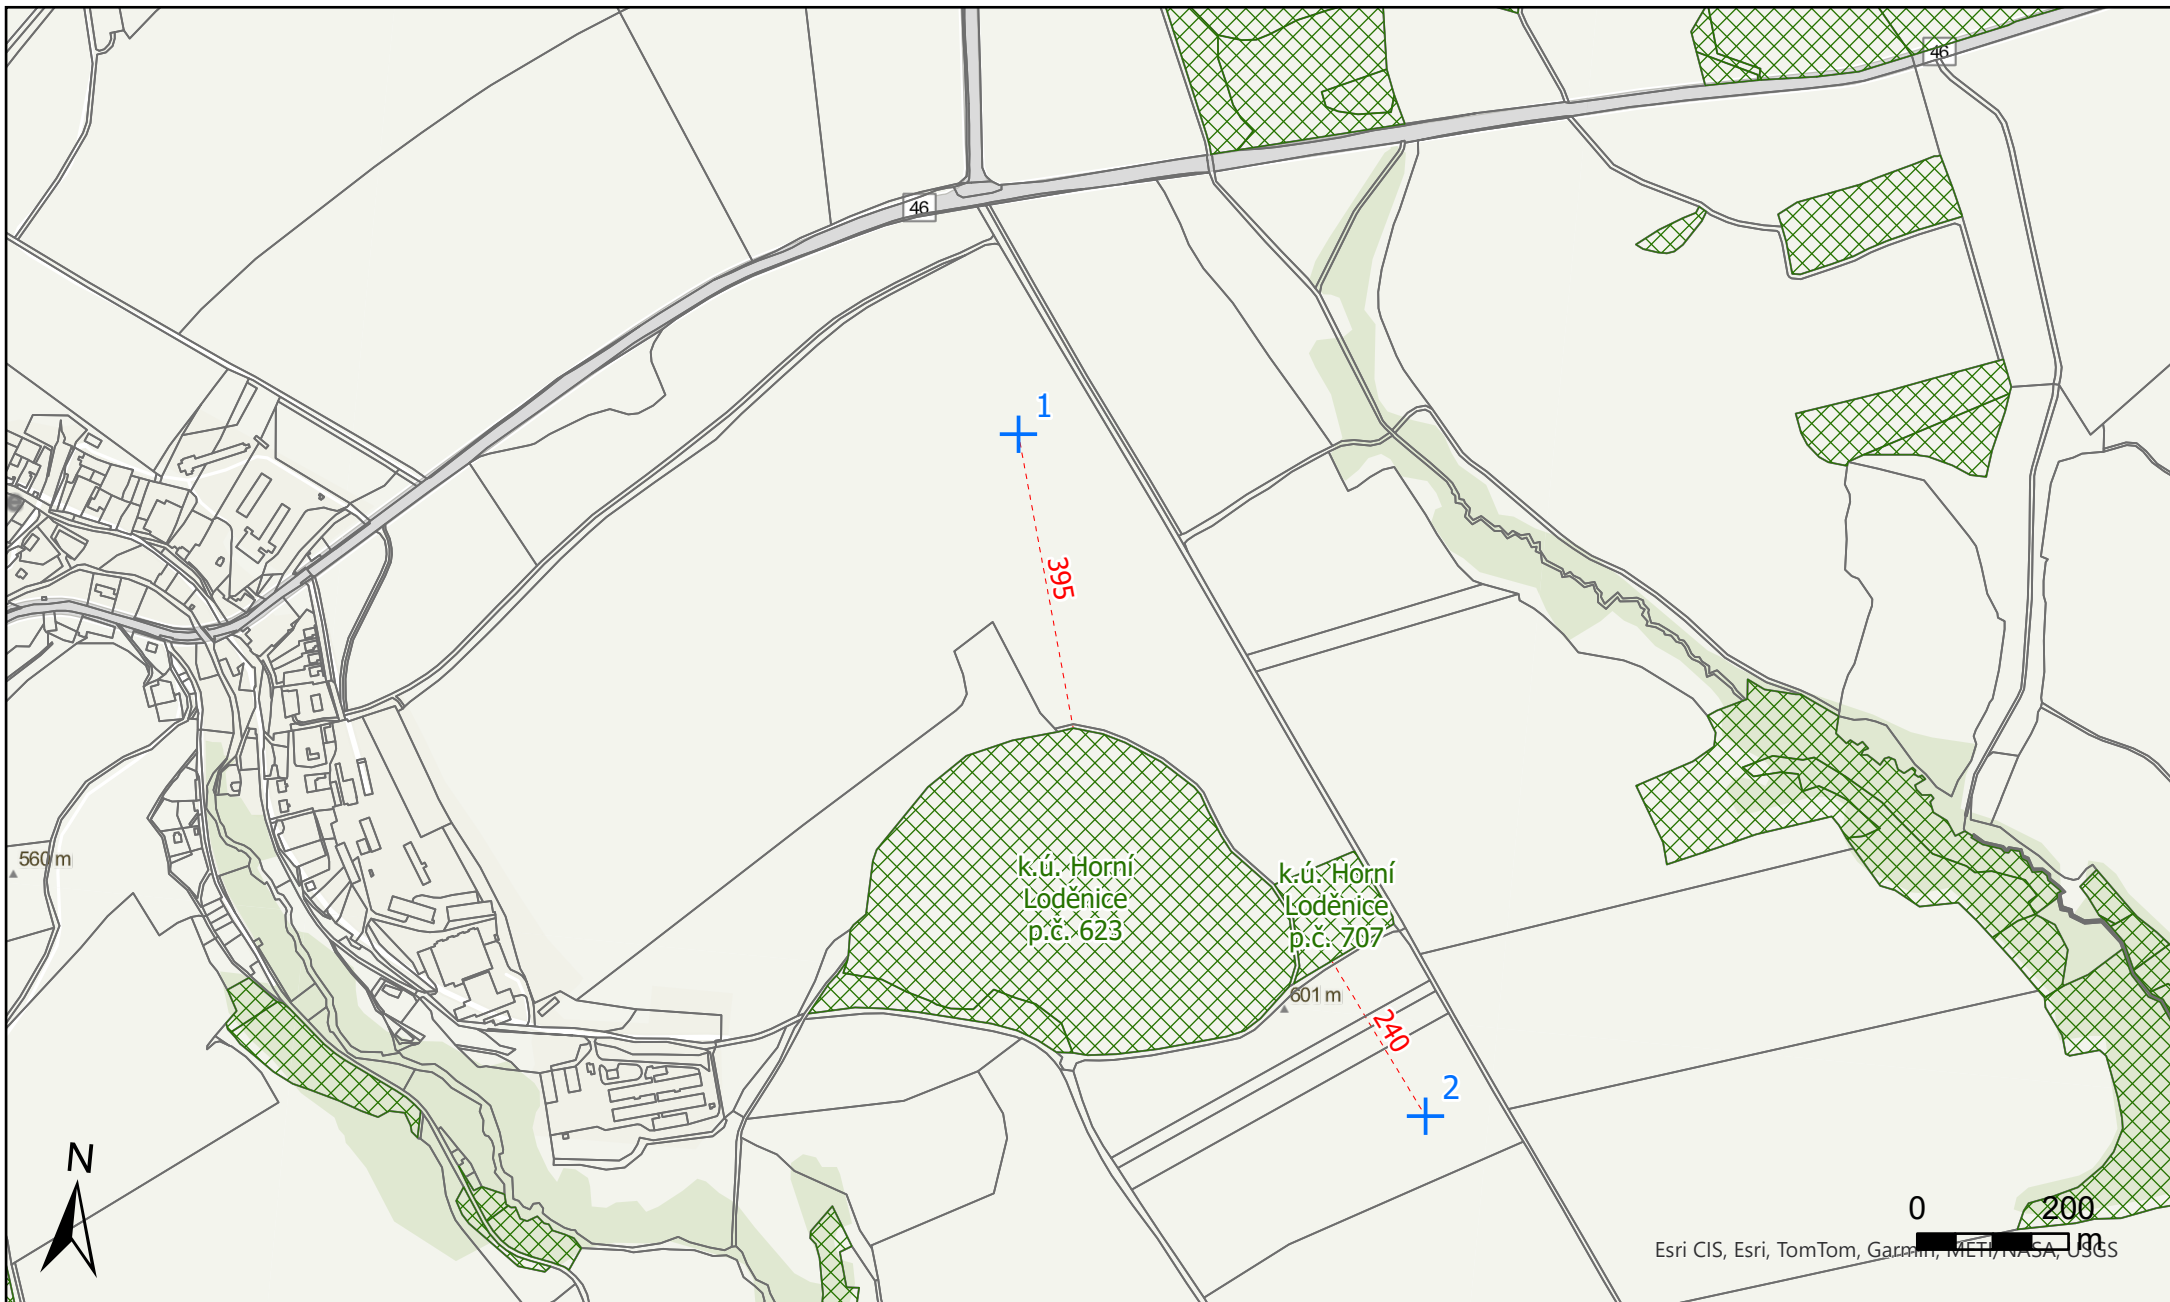 46
46
1
395
k.ú. Horní
Loděnice
p.č. 623
k.ú. Horní
Loděnice
p.č. 707
560 m
601 m
240
2
N
0 200
m
Esri CIS, Esri, TomTom, Garmin, METI/NASA, USGS